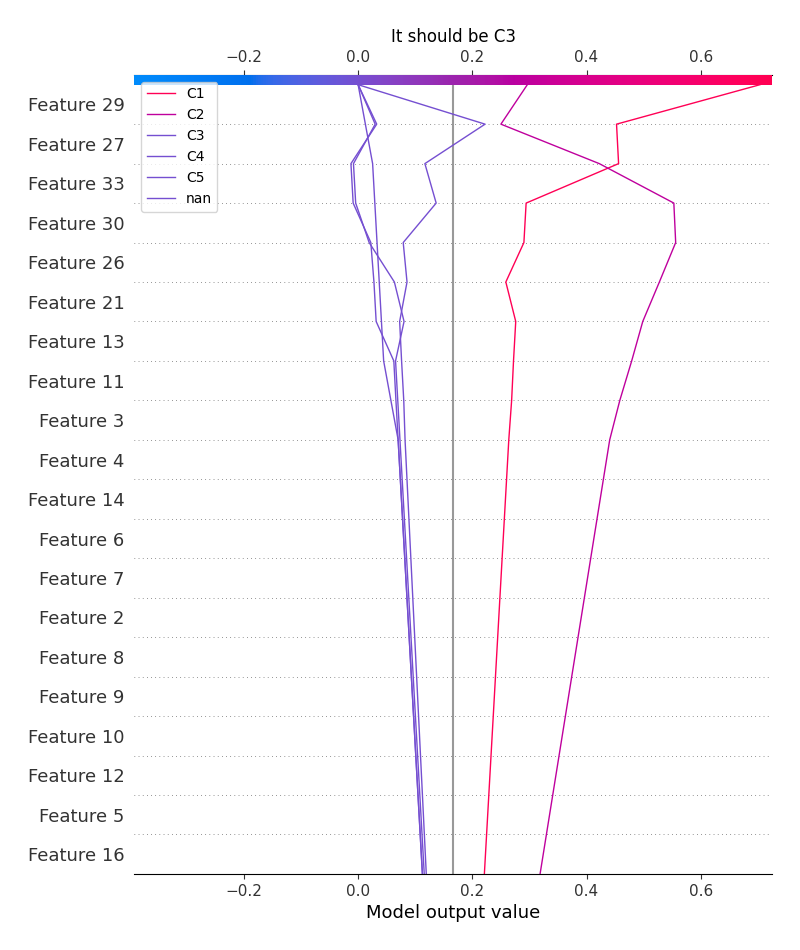 It should be C3
−0.2 0.0 0.2 0.4 0.6
C1
C2
C3
C4
C5
nan
Feature 29
Feature 27
Feature 33
Feature 30
Feature 26
Feature 21
Feature 13
Feature 11
Feature 3
Feature 4
Feature 14
Feature 6
Feature 7
Feature 2
Feature 8
Feature 9
Feature 10
Feature 12
Feature 5
Feature 16
−0.2 0.0 0.2 0.4 0.6
Model output value